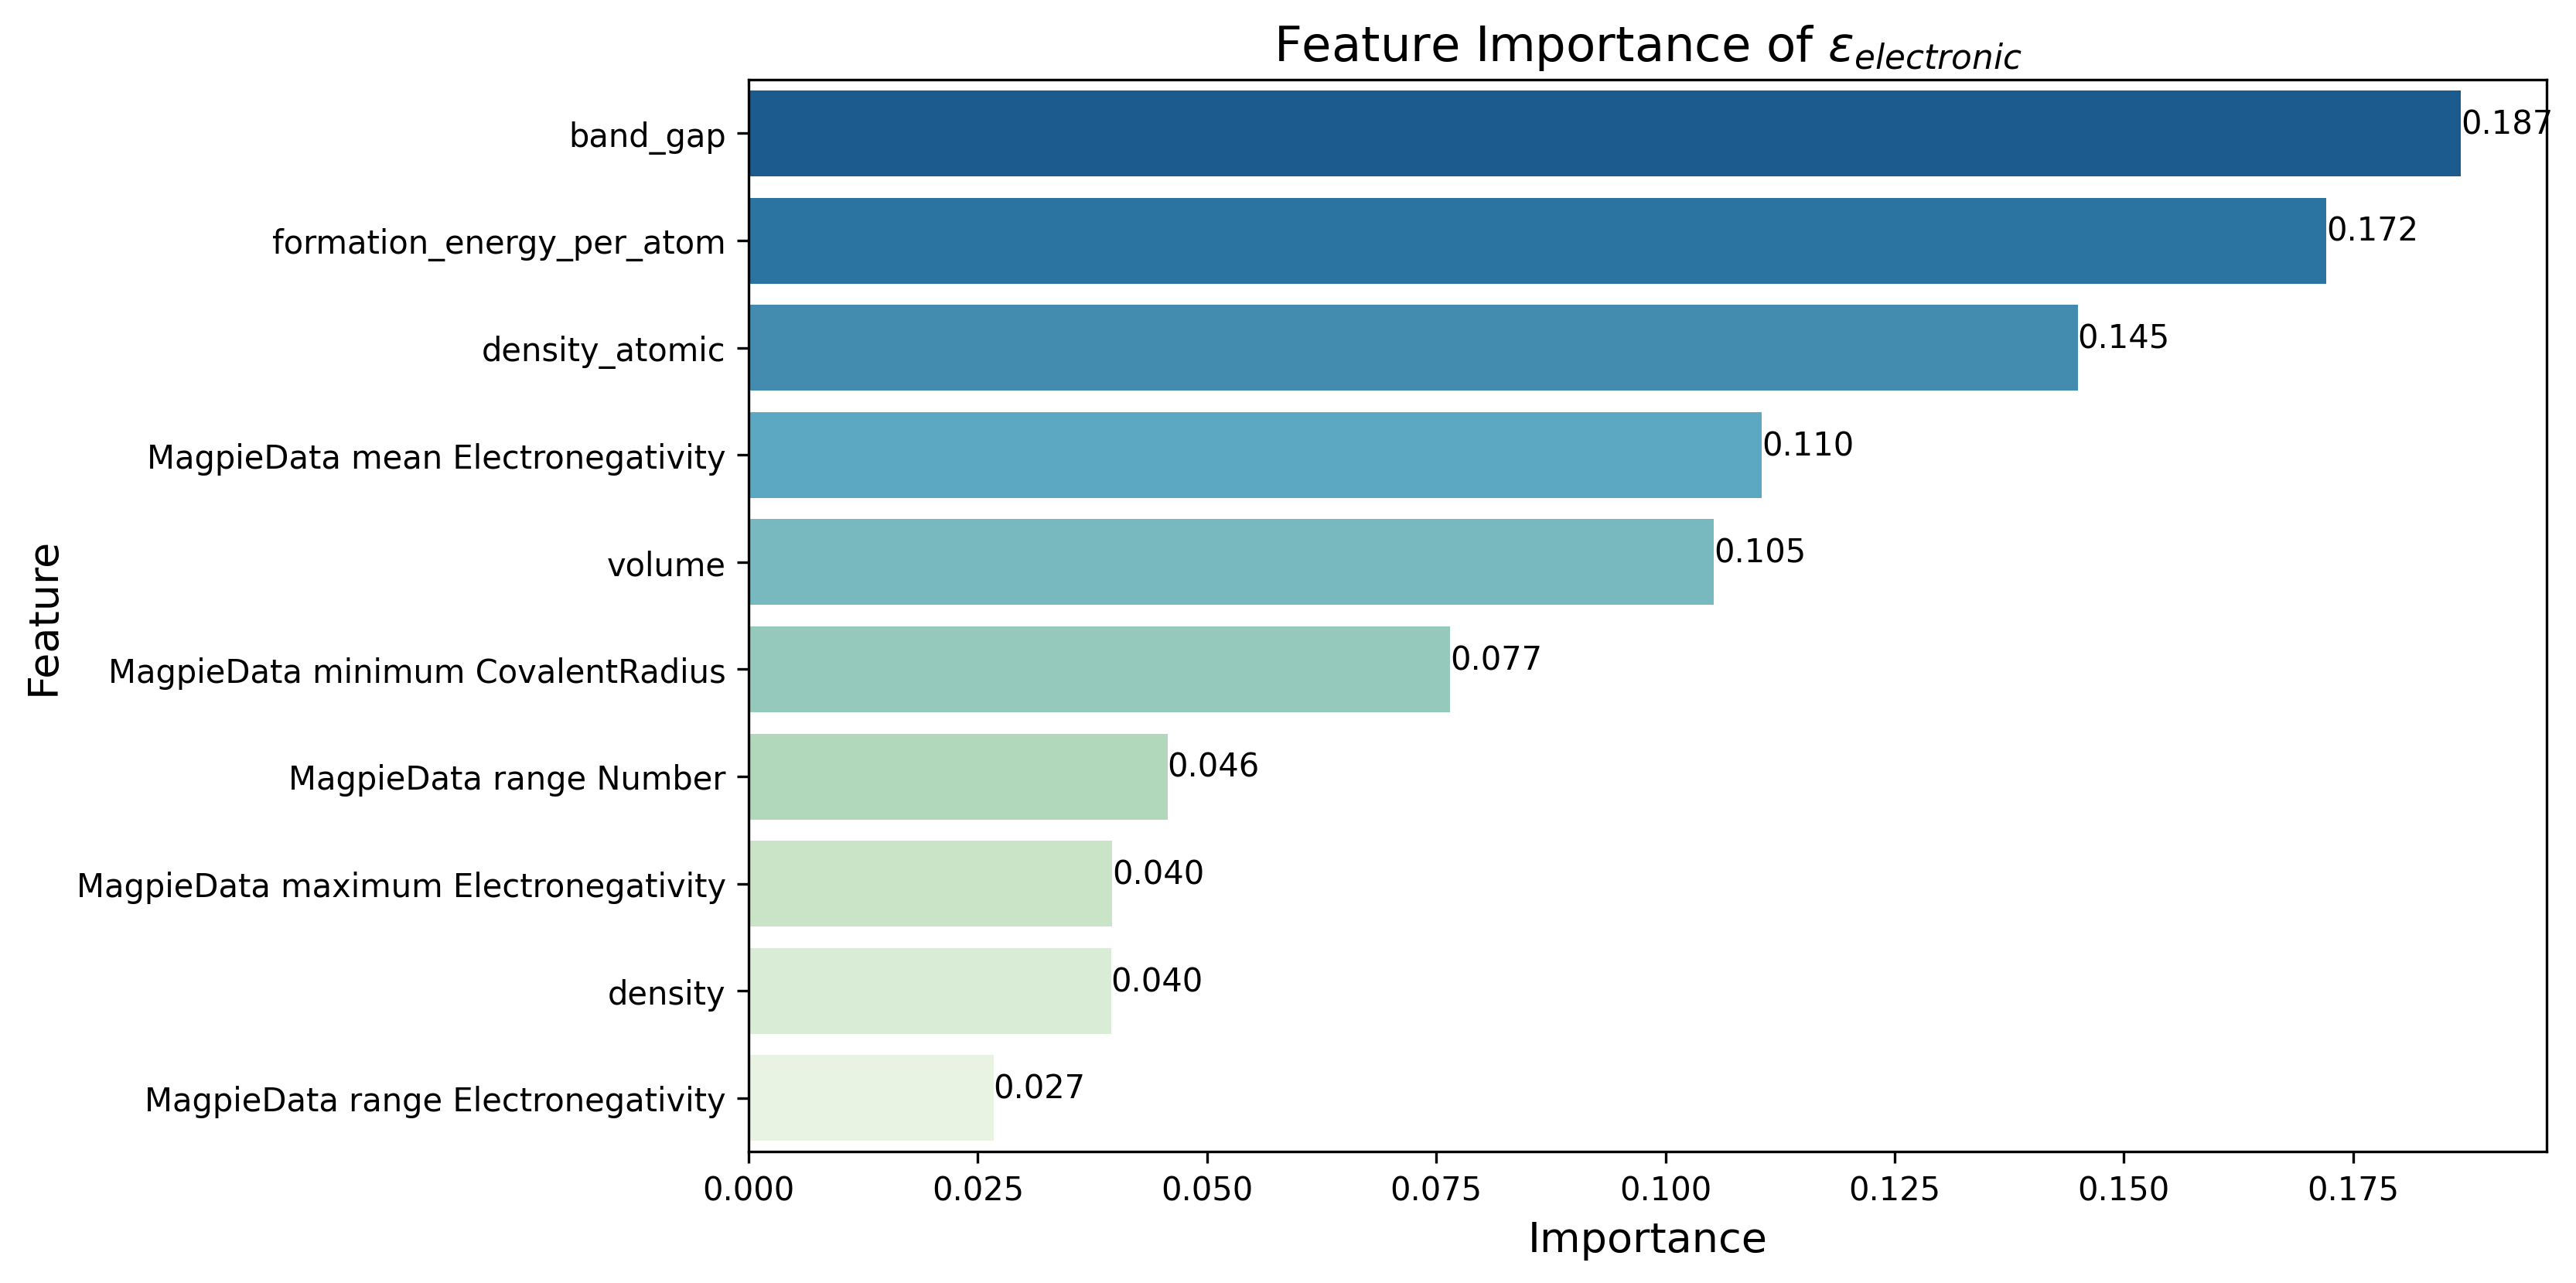 Feature Importance of ε_electronic
band_gap
0.187
formation_energy_per_atom
0.172
density_atomic
0.145
MagpieData mean Electronegativity
0.110
volume
0.105
MagpieData minimum CovalentRadius
0.077
MagpieData range Number
0.046
MagpieData maximum Electronegativity
0.040
density
0.040
MagpieData range Electronegativity
0.027
Feature
0.000 0.025 0.050 0.075 0.100 0.125 0.150 0.175
Importance